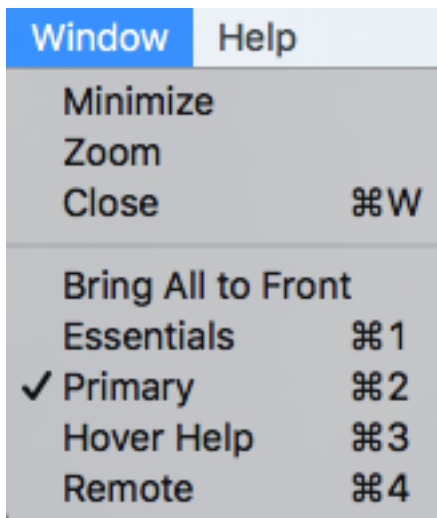 Window Help
Minimize
Zoom
Close ⌘W
Bring All to Front
Essentials ⌘1
✓ Primary ⌘2
Hover Help ⌘3
Remote ⌘4